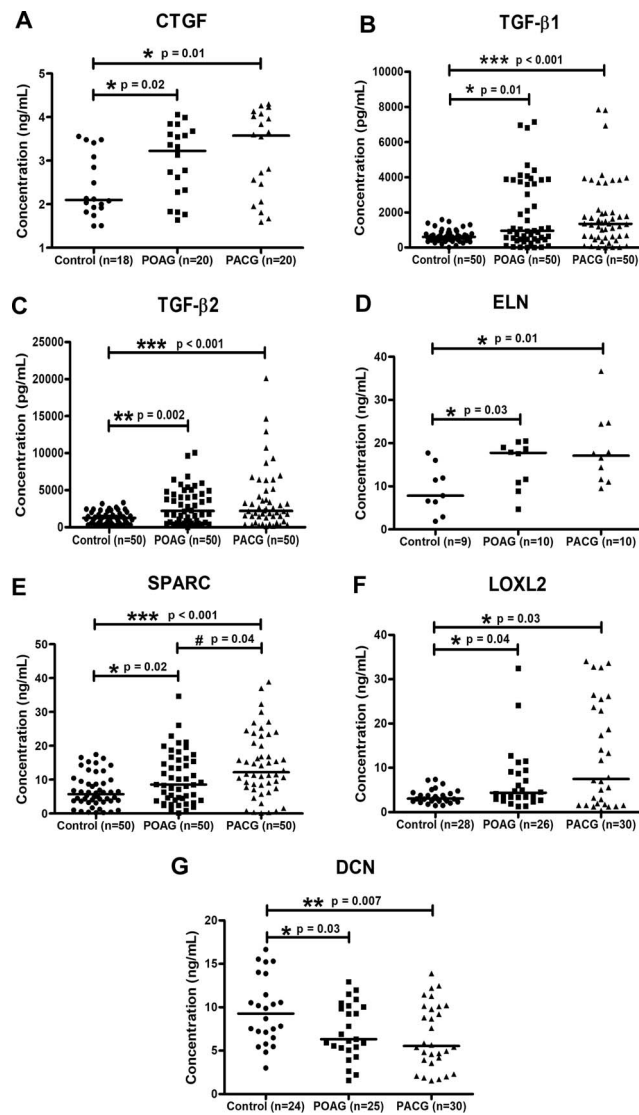 A
CTGF
* p = 0.01
* p = 0.02
Concentration (ng/mL)
5
4
3
2
1
Control (n=18) POAG (n=20) PACG (n=20)
B
TGF-β1
*** p < 0.001
* p = 0.01
Concentration (pg/mL)
10000
8000
6000
4000
2000
0
Control (n=50) POAG (n=50) PACG (n=50)
C
TGF-β2
*** p < 0.001
** p = 0.002
Concentration (pg/mL)
25000
20000
15000
10000
5000
0
Control (n=50) POAG (n=50) PACG (n=50)
D
ELN
* p = 0.01
* p = 0.03
Concentration (ng/mL)
40
30
20
10
0
Control (n=9) POAG (n=10) PACG (n=10)
E
SPARC
*** p < 0.001
# p = 0.04
* p = 0.02
Concentration (ng/mL)
50
40
30
20
10
0
Control (n=50) POAG (n=50) PACG (n=50)
F
LOXL2
* p = 0.03
* p = 0.04
Concentration (ng/mL)
40
30
20
10
0
Control (n=28) POAG (n=26) PACG (n=30)
G
DCN
** p = 0.007
* p = 0.03
Concentration (ng/mL)
20
15
10
5
0
Control (n=24) POAG (n=25) PACG (n=30)